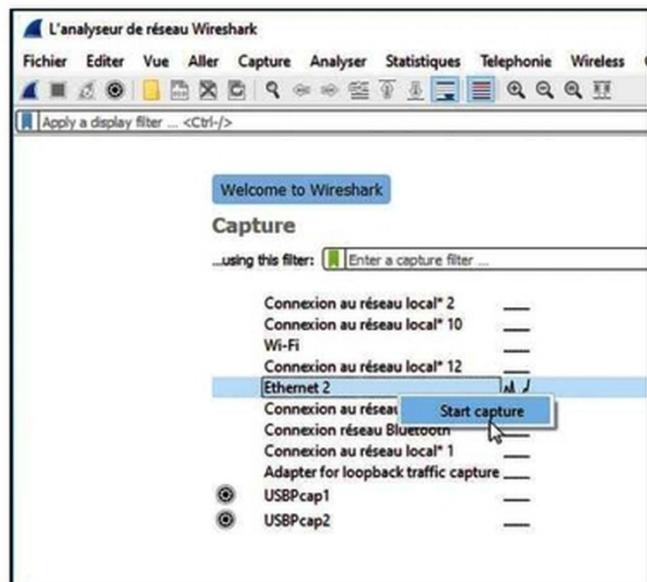 L'analyseur de réseau Wireshark
Fichier Editer Vue Aller Capture Analyser Statistiques Telephonie Wireless
Apply a display filter ... <Ctrl-/>
Welcome to Wireshark
Capture
...using this filter: Enter a capture filter ...
Connexion au réseau local* 2
Connexion au réseau local* 10
Wi-Fi
Connexion au réseau local* 12
Ethernet 2
Connexion au réseau
Start capture
Connexion réseau Bluetooth
Connexion au réseau local* 1
Adapter for loopback traffic capture
USBPcap1
USBPcap2